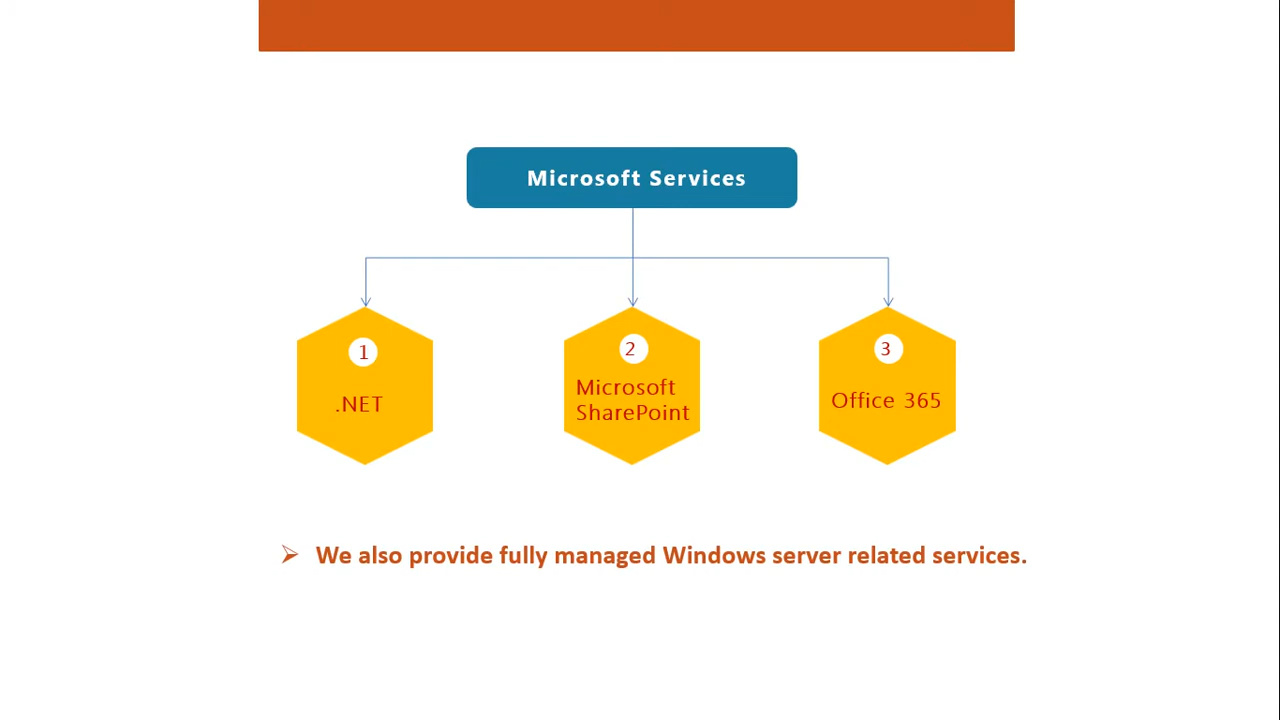 Microsoft Services
1
2
3
.NET
Microsoft
SharePoint
Office 365
We also provide fully managed Windows server related services.